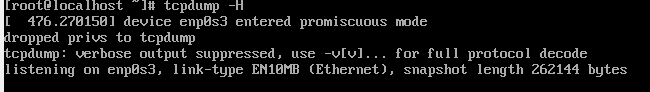 [root@localhost ~]# tcpdump -H
[  476.270150] device enp0s3 entered promiscuous mode
dropped privs to tcpdump
tcpdump: verbose output suppressed, use -v[v]... for full protocol decode
listening on enp0s3, link-type EN10MB (Ethernet), snapshot length 262144 bytes